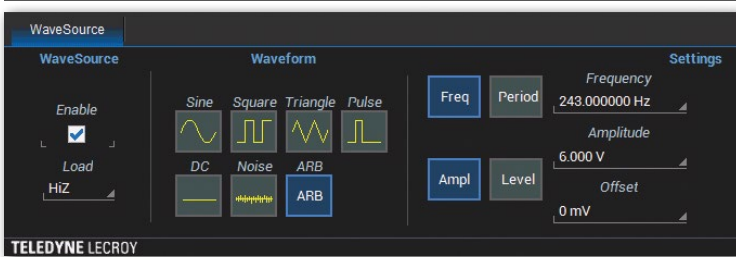 WaveSource
WaveSource
Waveform
Settings
Enable
Load
HiZ
Sine Square Triangle Pulse
DC Noise ARB
ARB
Freq Period
Frequency
243.000000 Hz
Amplitude
6.000 V
Ampl Level
Offset
0 mV
TELEDYNE LECROY